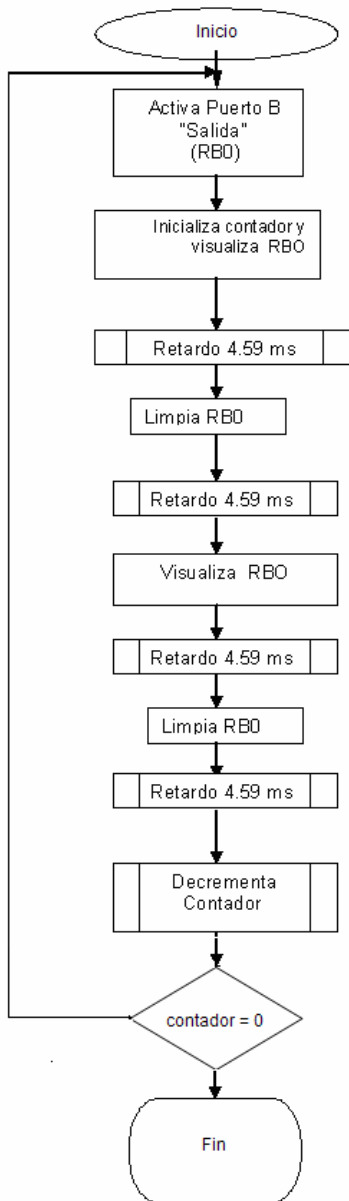 Inicio
Activa Puerto B
"Salida"
(RB0)
Inicializa contador y
visualiza RBO
Retardo 4.59 ms
Limpia RB0
Retardo 4.59 ms
Visualiza RBO
Retardo 4.59 ms
Limpia RB0
Retardo 4.59 ms
Decrementa
Contador
contador = 0
Fin